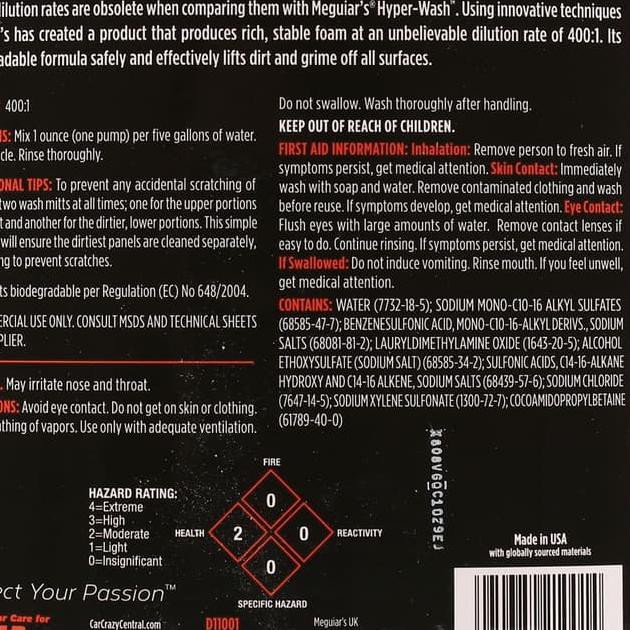 dilution rates are obsolete when comparing them with Meguiar's® Hyper-Wash™. Using innovative techniques
's has created a product that produces rich, stable foam at an unbelievable dilution rate of 400:1. Its
adable formula safely and effectively lifts dirt and grime off all surfaces.
400:1
NS: Mix 1 ounce (one pump) per five gallons of water.
cle. Rinse thoroughly.
ONAL TIPS: To prevent any accidental scratching of
two wash mitts at all times; one for the upper portions
t and another for the dirtier, lower portions. This simple
will ensure the dirtiest panels are cleaned separately,
ng to prevent scratches.
ts biodegradable per Regulation (EC) No 648/2004.
ERCIAL USE ONLY. CONSULT MSDS AND TECHNICAL SHEETS
PLIER.
. May irritate nose and throat.
ONS: Avoid eye contact. Do not get on skin or clothing.
thing of vapors. Use only with adequate ventilation.
Do not swallow. Wash thoroughly after handling.
KEEP OUT OF REACH OF CHILDREN.
FIRST AID INFORMATION: Inhalation: Remove person to fresh air. If
symptoms persist, get medical attention. Skin Contact: Immediately
wash with soap and water. Remove contaminated clothing and wash
before reuse. If symptoms develop, get medical attention. Eye Contact:
Flush eyes with large amounts of water. Remove contact lenses if
easy to do. Continue rinsing. If symptoms persist, get medical attention.
If Swallowed: Do not induce vomiting. Rinse mouth. If you feel unwell,
get medical attention.
CONTAINS: WATER (7732-18-5); SODIUM MONO-C10-16 ALKYL SULFATES
(68585-47-7); BENZENESULFONIC ACID, MONO-C10-16-ALKYL DERIVS., SODIUM
SALTS (68081-81-2); LAURYLDIMETHYLAMINE OXIDE (1643-20-5); ALCOHOL
ETHOXYSULFATE (SODIUM SALT) (68585-34-2); SULFONIC ACIDS, C14-16-ALKANE
HYDROXY AND C14-16 ALKENE, SODIUM SALTS (68439-57-6); SODIUM CHLORIDE
(7647-14-5); SODIUM XYLENE SULFONATE (1300-72-7); COCOAMIDOPROPYLBETAINE
(61789-40-0)
HAZARD RATING:
4=Extreme
3=High
2=Moderate
1=Light
0=Insignificant
FIRE
0
HEALTH 2 0 REACTIVITY
0
SPECIFIC HAZARD
Made in USA
with globally sourced materials
ect Your Passion™
r Care for
CarCrazyCentral.com
D11001
Meguiar's UK